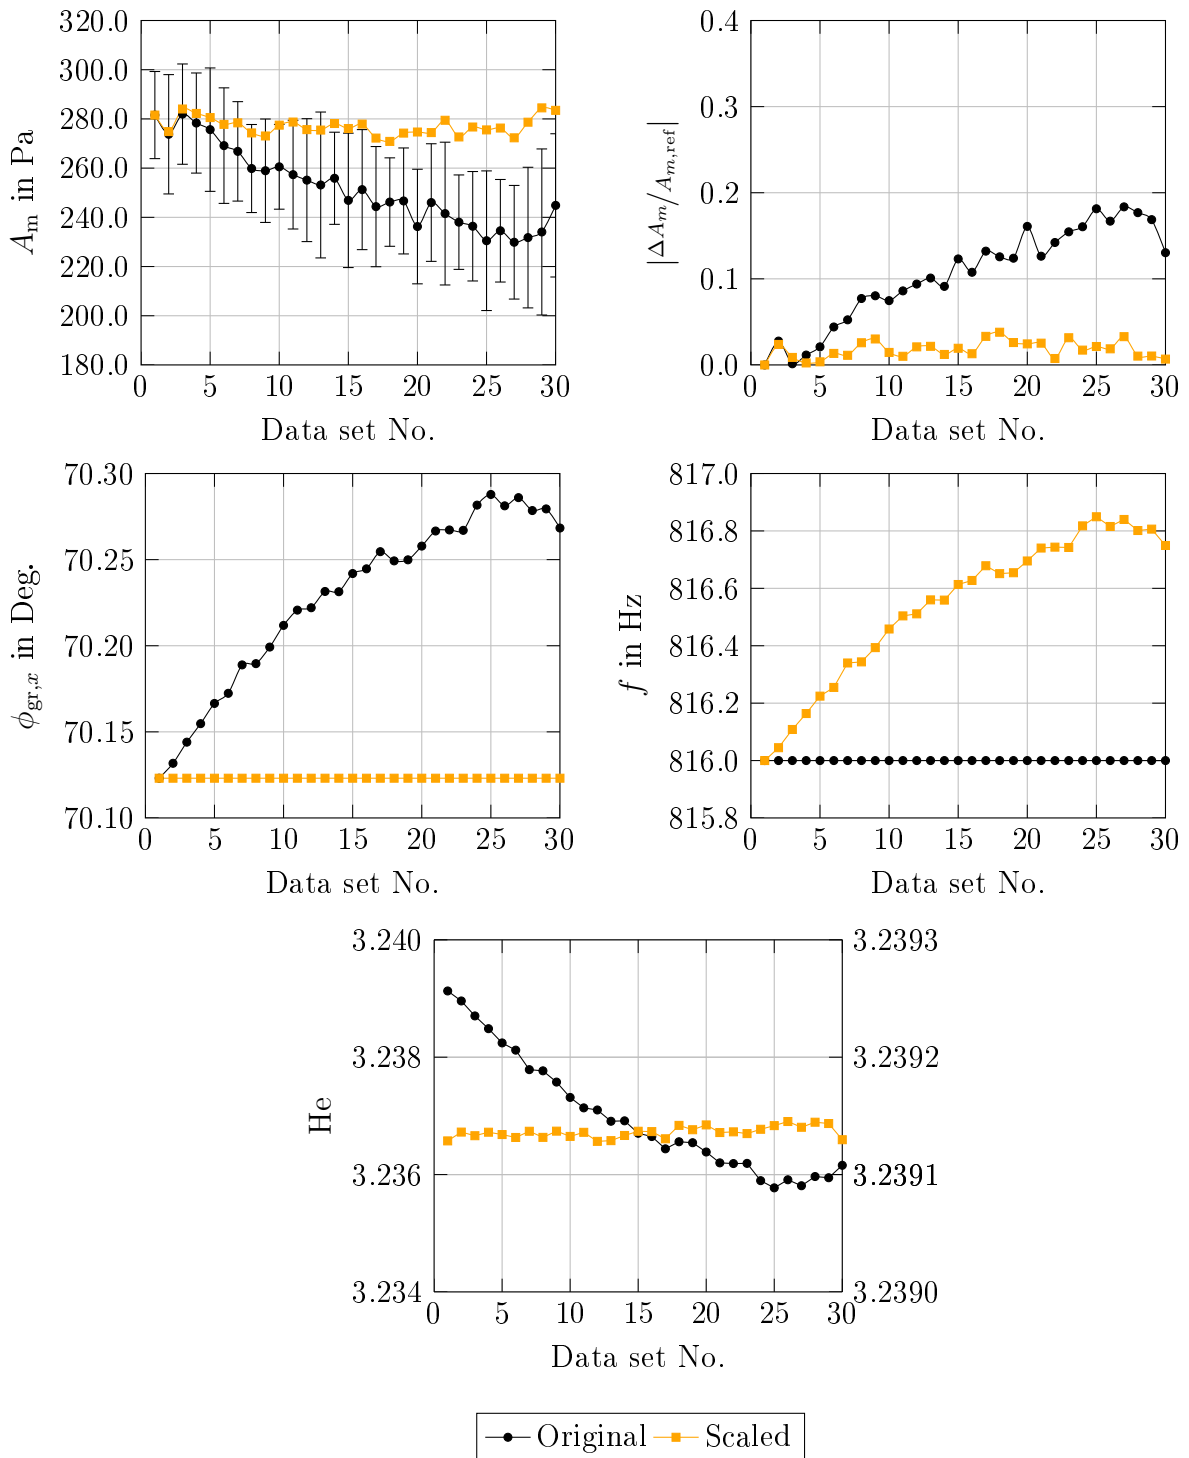 320.0
300.0
280.0
260.0
240.0
220.0
200.0
180.0
0 5 10 15 20 25 30
Data set No.
A_m in Pa
0.4
0.3
0.2
0.1
0.0
0 5 10 15 20 25 30
Data set No.
|ΔA_m/A_{m,ref}|
70.30
70.25
70.20
70.15
70.10
0 5 10 15 20 25 30
Data set No.
ϕ_{gr,x} in Deg.
817.0
816.8
816.6
816.4
816.2
816.0
815.8
0 5 10 15 20 25 30
Data set No.
f in Hz
3.240
3.238
3.236
3.234
3.2393
3.2392
3.2391
3.2390
0 5 10 15 20 25 30
Data set No.
He
Original Scaled